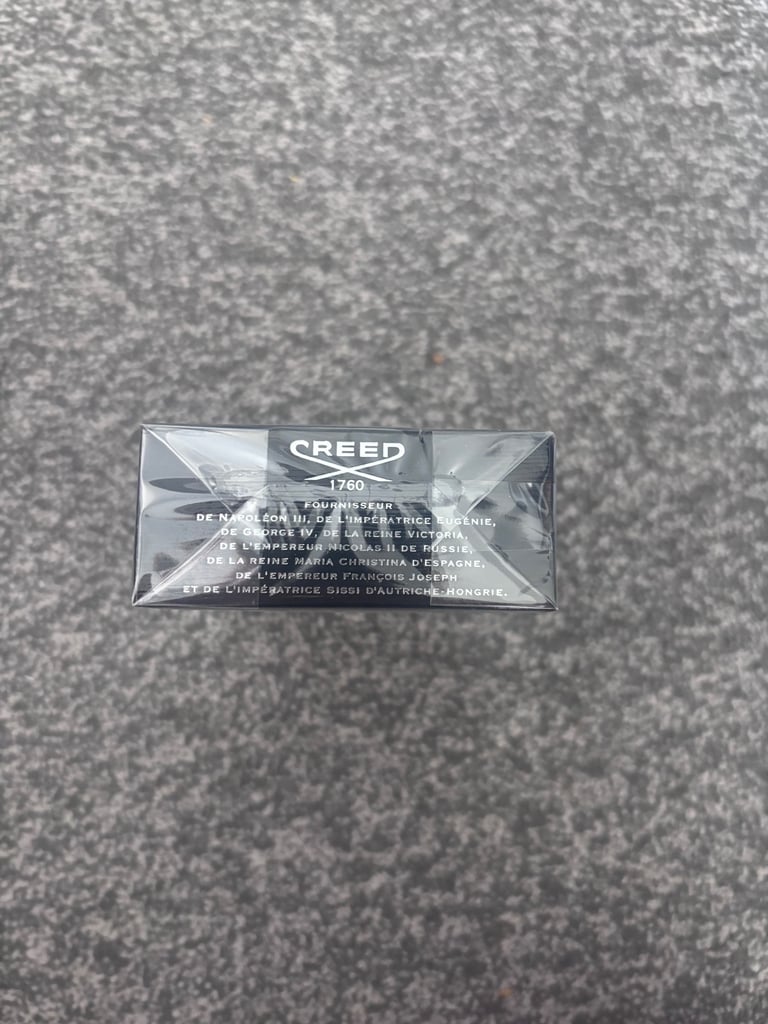 CREED
1760
FOURNISSEUR
DE NAPOLÉON III, DE L'IMPÉRATRICE EUGÉNIE,
DE GEORGE IV, DE LA REINE VICTORIA,
DE L'EMPEREUR NICOLAS II DE RUSSIE,
DE LA REINE MARIA CHRISTINA D'ESPAGNE,
DE L'EMPEREUR FRANÇOIS JOSEPH
ET DE L'IMPÉRATRICE SISSI D'AUTRICHE-HONGRIE.